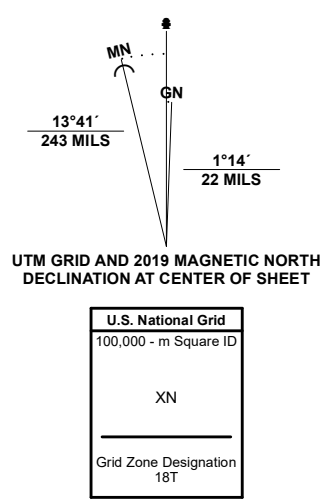 MN
GN
13°41´
243 MILS
1°14´
22 MILS
UTM GRID AND 2019 MAGNETIC NORTH
DECLINATION AT CENTER OF SHEET
U.S. National Grid
100,000 - m Square ID
XN
Grid Zone Designation
18T